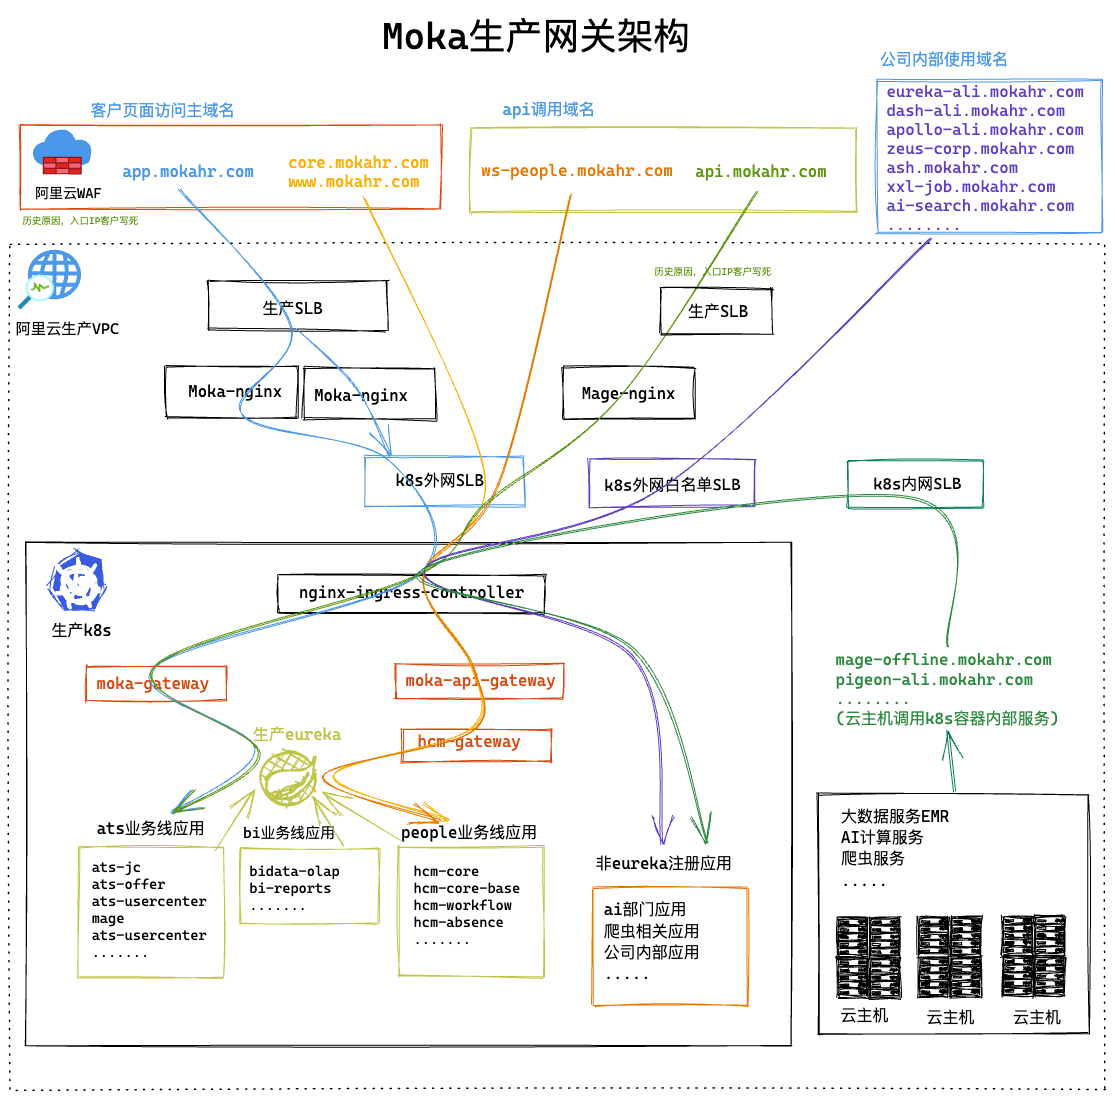 Moka生产网关架构
公司内部使用域名
客户页面访问主域名
api调用域名
eureka-ali.mokahr.com
dash-ali.mokahr.com
apollo-ali.mokahr.com
zeus-corp.mokahr.com
ash.mokahr.com
xxl-job.mokahr.com
ai-search.mokahr.com
........
阿里云WAF
app.mokahr.com
core.mokahr.com
www.mokahr.com
ws-people.mokahr.com
api.mokahr.com
历史原因，入口IP客户写死
历史原因，入口IP客户写死
阿里云生产VPC
生产SLB
生产SLB
Moka-nginx
Moka-nginx
Mage-nginx
k8s外网SLB
k8s外网白名单SLB
k8s内网SLB
生产k8s
nginx-ingress-controller
moka-gateway
moka-api-gateway
hcm-gateway
mage-offline.mokahr.com
pigeon-ali.mokahr.com
........
(云主机调用k8s容器内部服务)
生产eureka
ats业务线应用
bi业务线应用
people业务线应用
非eureka注册应用
ats-jc
ats-offer
ats-usercenter
mage
ats-usercenter
.......
bidata-olap
bi-reports
.......
hcm-core
hcm-core-base
hcm-workflow
hcm-absence
.......
ai部门应用
爬虫相关应用
公司内部应用
.....
大数据服务EMR
AI计算服务
爬虫服务
.....
云主机
云主机
云主机